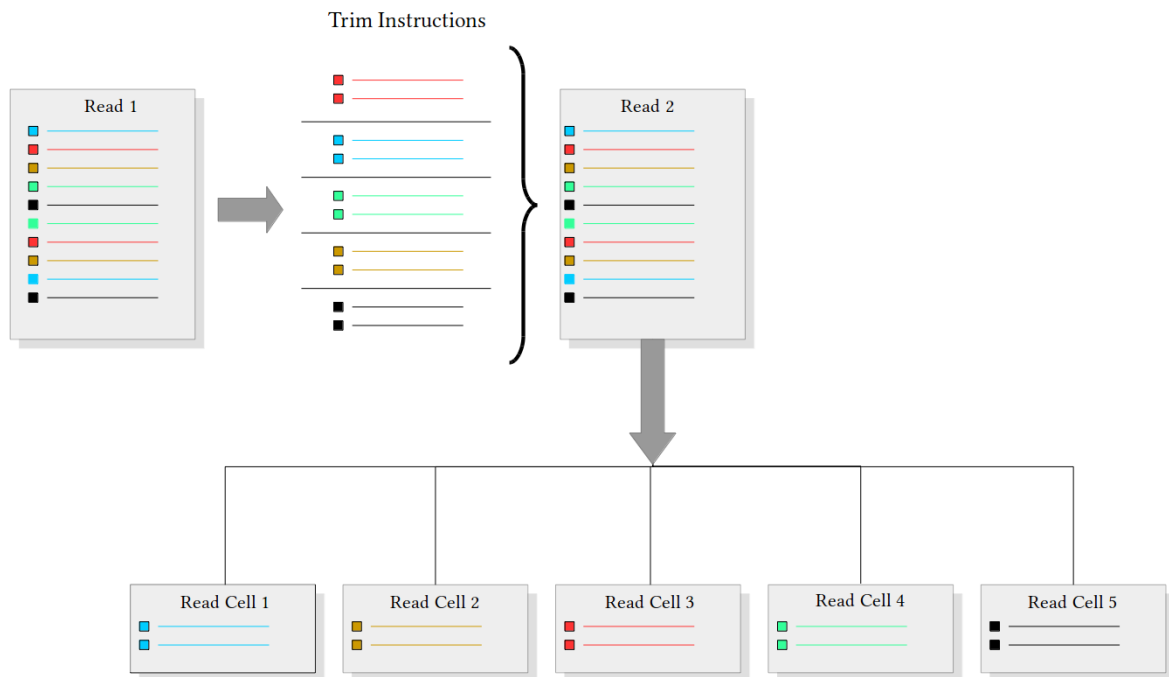 Trim Instructions
Read 1
Read 2
Read Cell 1
Read Cell 2
Read Cell 3
Read Cell 4
Read Cell 5